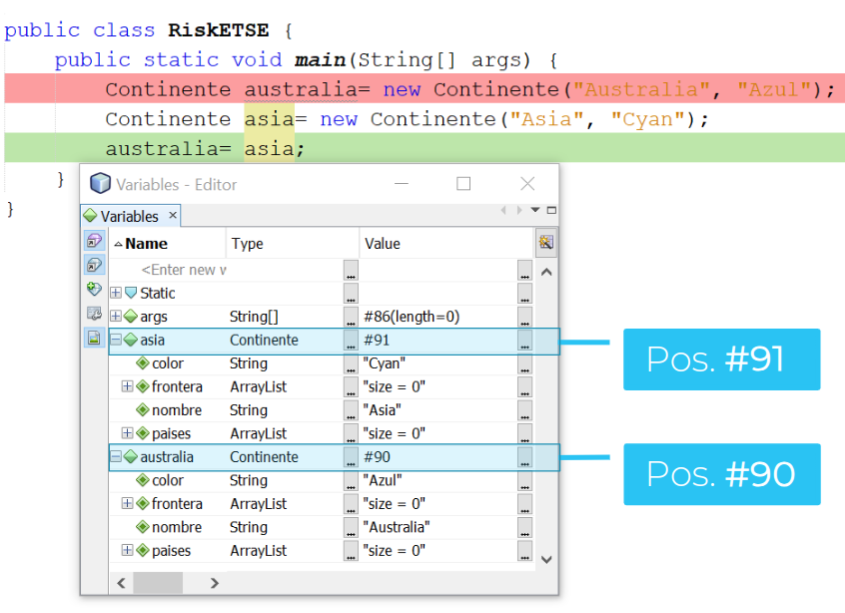 public class RiskETSE {
public static void main(String[] args) {
Continente australia= new Continente("Australia", "Azul");
Continente asia= new Continente("Asia", "Cyan");
australia= asia;
}
}
Variables - Editor
Variables ×
Name Type Value
<Enter new v ...
Static ...
args String[] ... #86(length=0) ...
asia Continente ... #91 ...
color String ... "Cyan" ...
frontera ArrayList ... "size = 0" ...
nombre String ... "Asia" ...
paises ArrayList ... "size = 0" ...
australia Continente ... #90 ...
color String ... "Azul" ...
frontera ArrayList ... "size = 0" ...
nombre String ... "Australia" ...
paises ArrayList ... "size = 0" ...
Pos. #91
Pos. #90